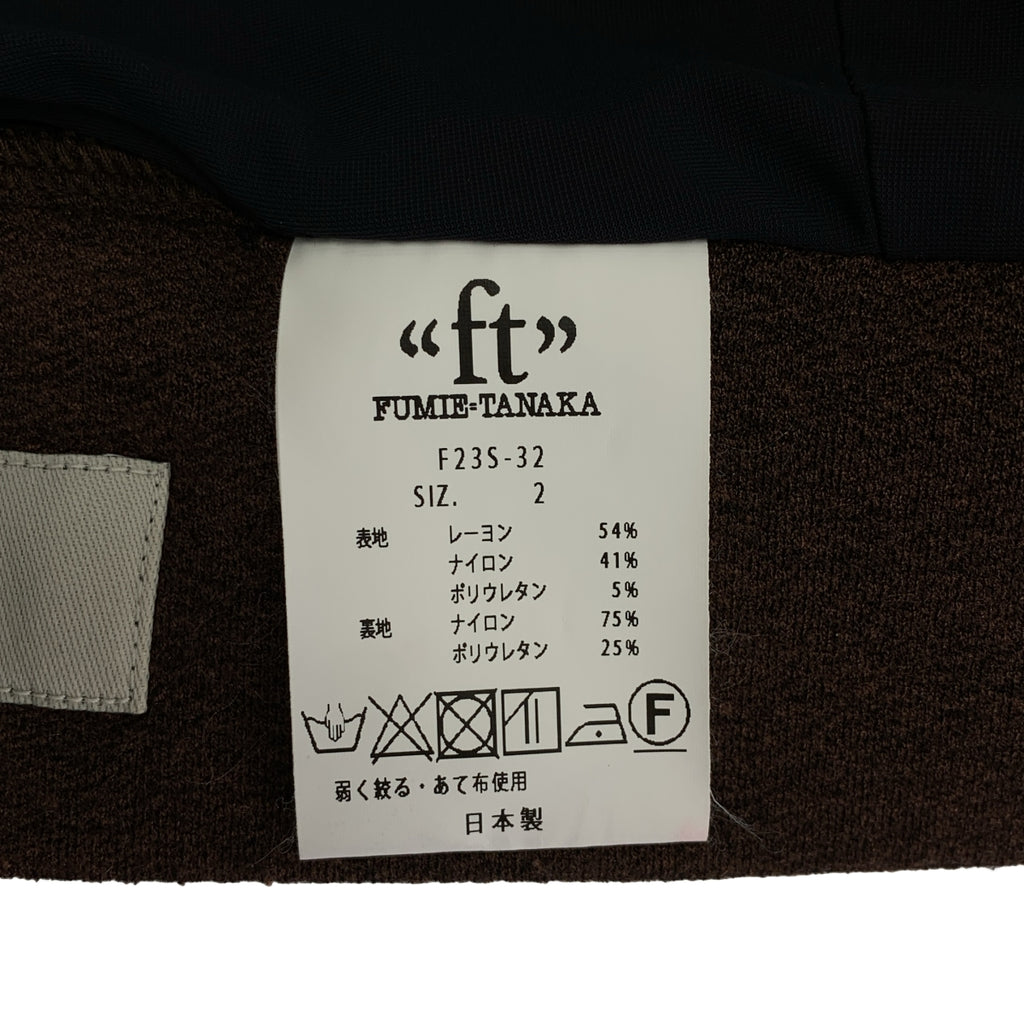 “ft”
FUMIE=TANAKA
F23S-32
SIZ. 2
表地 レーヨン 54%
ナイロン 41%
ポリウレタン 5%
裏地 ナイロン 75%
ポリウレタン 25%
F
弱く絞る・あて布使用
日本製